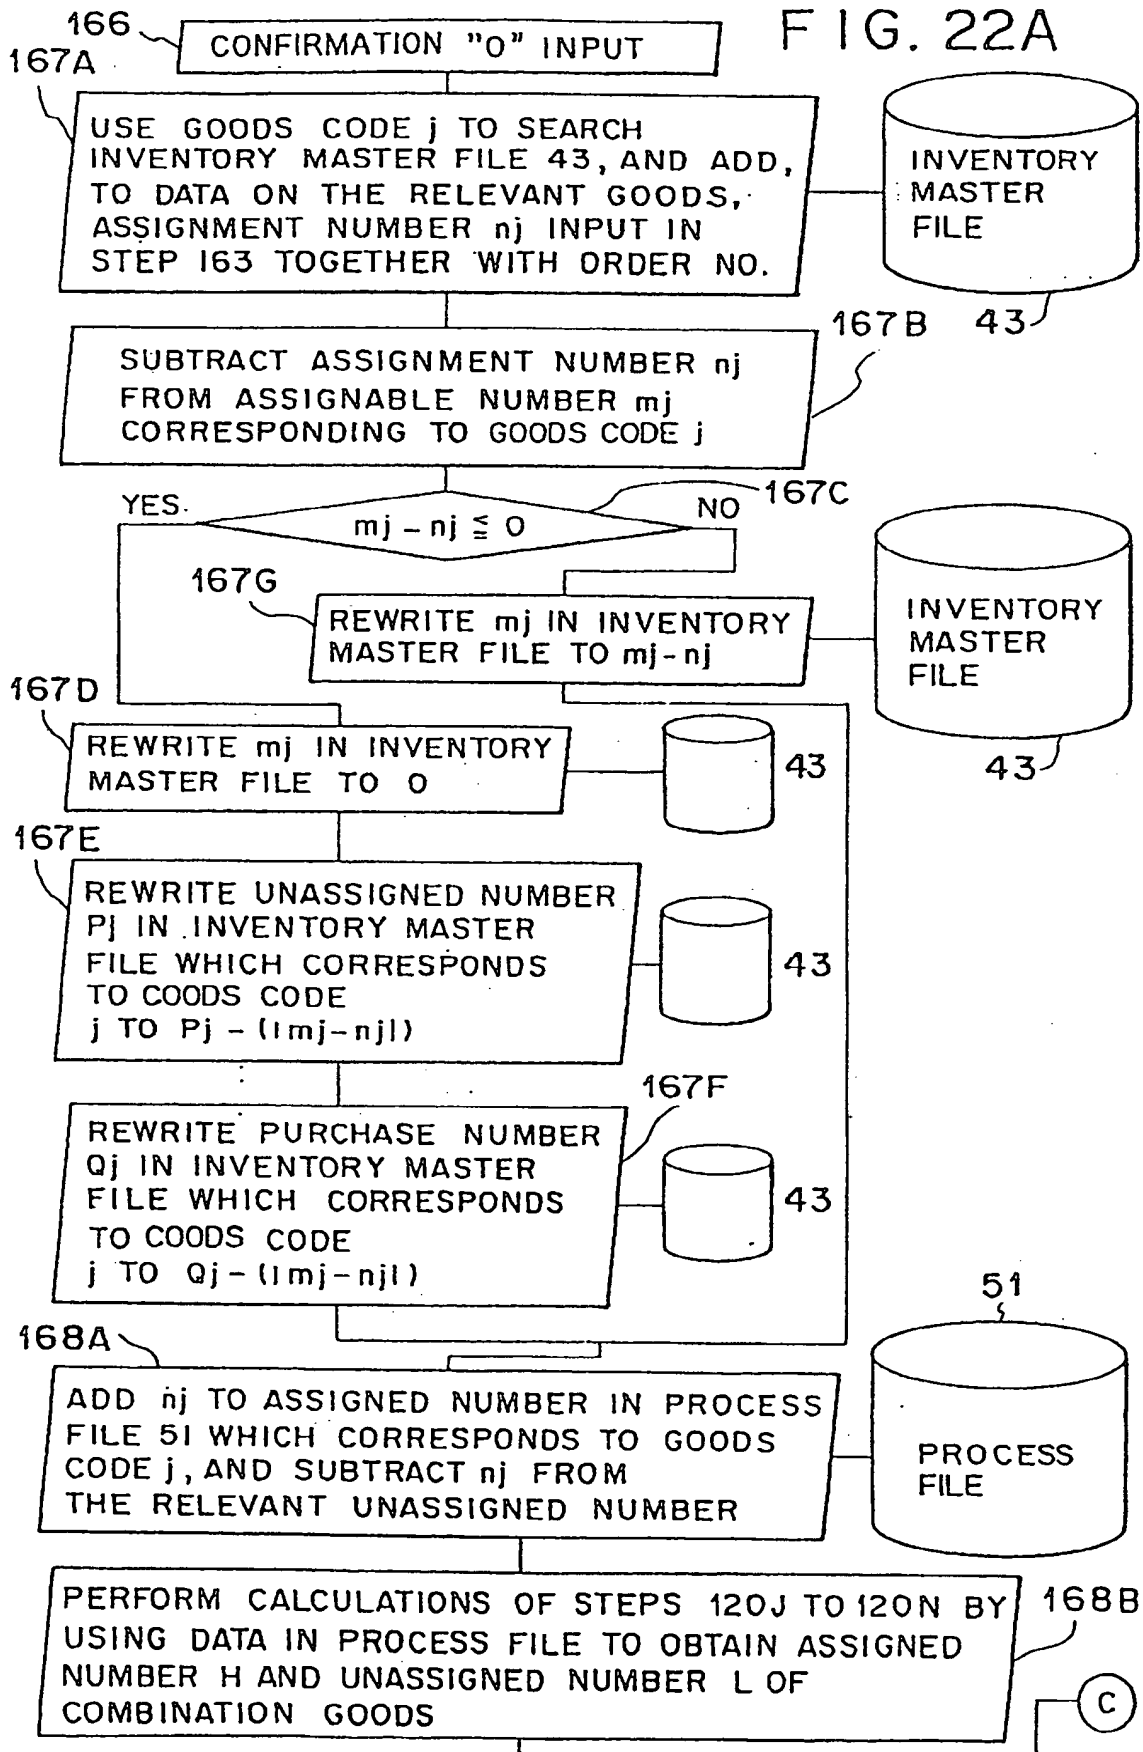 FIG. 22A
166
CONFIRMATION "O" INPUT
167A
USE GOODS CODE j TO SEARCH
INVENTORY MASTER FILE 43, AND ADD,
TO DATA ON THE RELEVANT GOODS,
ASSIGNMENT NUMBER nj INPUT IN
STEP 163 TOGETHER WITH ORDER NO.
INVENTORY
MASTER
FILE
43
167B
SUBTRACT ASSIGNMENT NUMBER nj
FROM ASSIGNABLE NUMBER mj
CORRESPONDING TO GOODS CODE j
167C
YES
NO
mj - nj ≦ 0
167G
REWRITE mj IN INVENTORY
MASTER FILE TO mj-nj
INVENTORY
MASTER
FILE
43
167D
REWRITE mj IN INVENTORY
MASTER FILE TO 0
43
167E
REWRITE UNASSIGNED NUMBER
Pj IN INVENTORY MASTER
FILE WHICH CORRESPONDS
TO COODS CODE
j TO Pj - (|mj-nj|)
43
167F
REWRITE PURCHASE NUMBER
Qj IN INVENTORY MASTER
FILE WHICH CORRESPONDS
TO COODS CODE
j TO Qj - (|mj-nj|)
43
168A
ADD nj TO ASSIGNED NUMBER IN PROCESS
FILE 51 WHICH CORRESPONDS TO GOODS
CODE j, AND SUBTRACT nj FROM
THE RELEVANT UNASSIGNED NUMBER
51
PROCESS
FILE
168B
PERFORM CALCULATIONS OF STEPS 120J TO 120N BY
USING DATA IN PROCESS FILE TO OBTAIN ASSIGNED
NUMBER H AND UNASSIGNED NUMBER L OF
COMBINATION GOODS
C